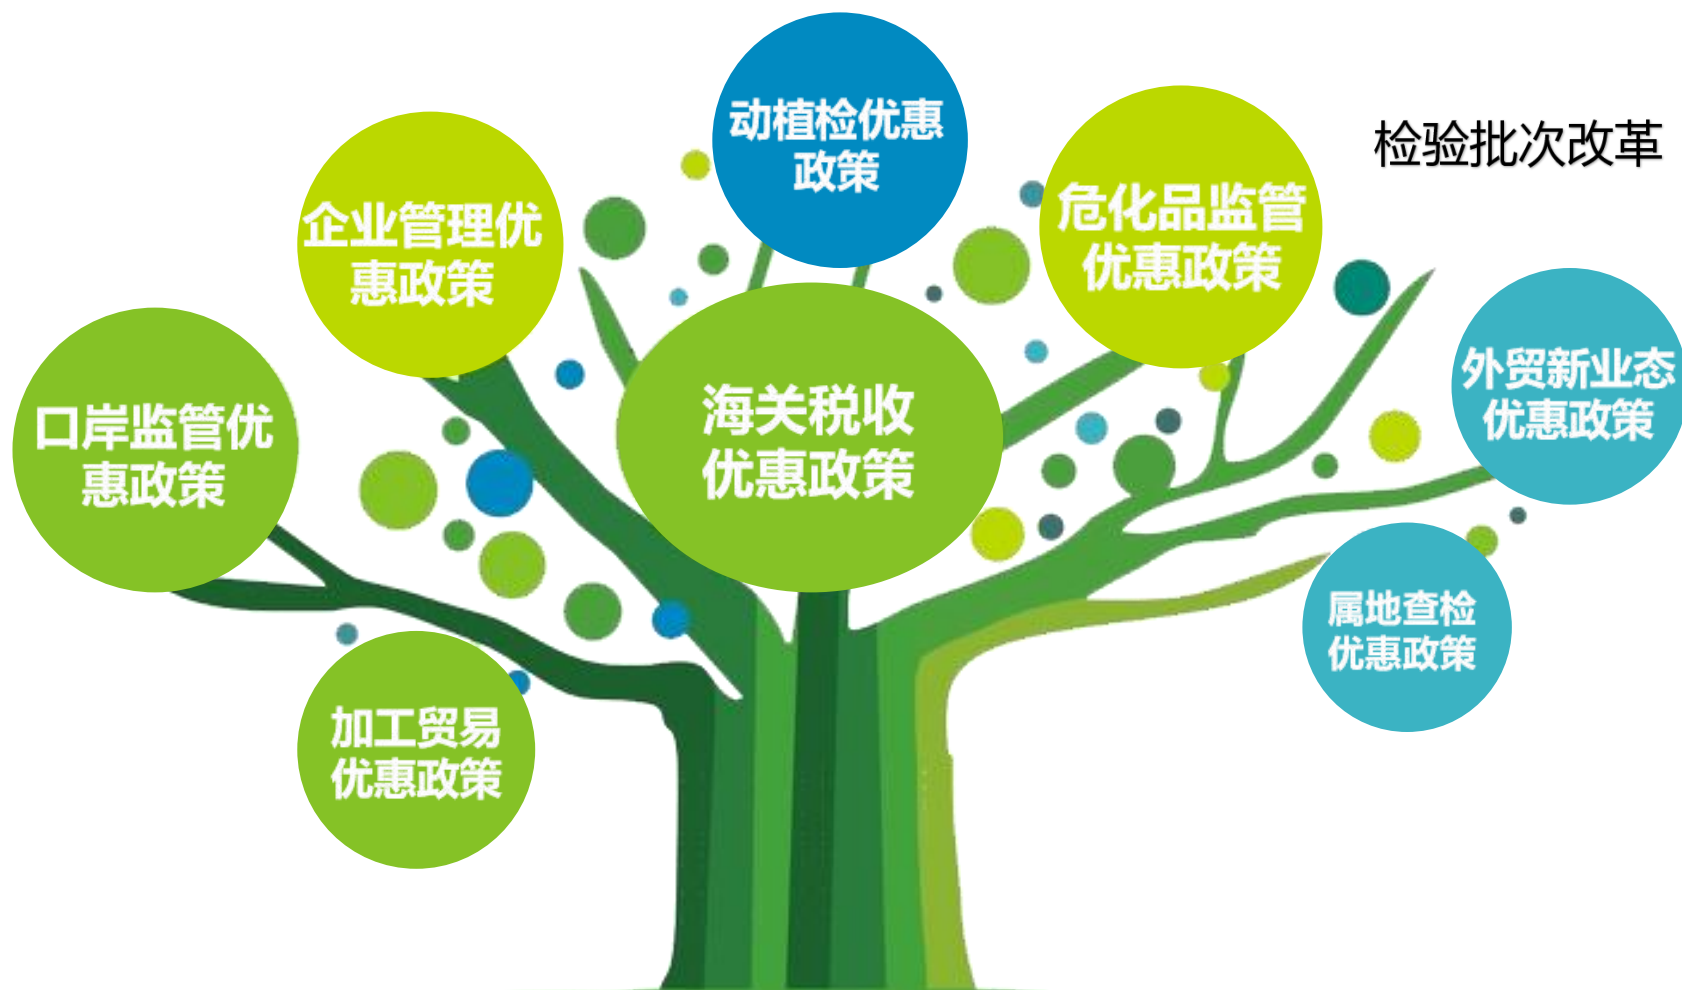 动植检优惠
政策
检验批次改革
企业管理优
惠政策
危化品监管
优惠政策
口岸监管优
惠政策
海关税收
优惠政策
外贸新业态
优惠政策
属地查检
优惠政策
加工贸易
优惠政策